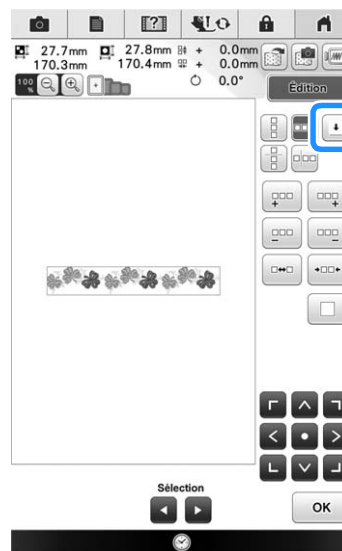 27.7mm 27.8mm + 0.0mm
170.3mm 170.4mm + 0.0mm
100 % 0.0°
Édition
Sélection
OK